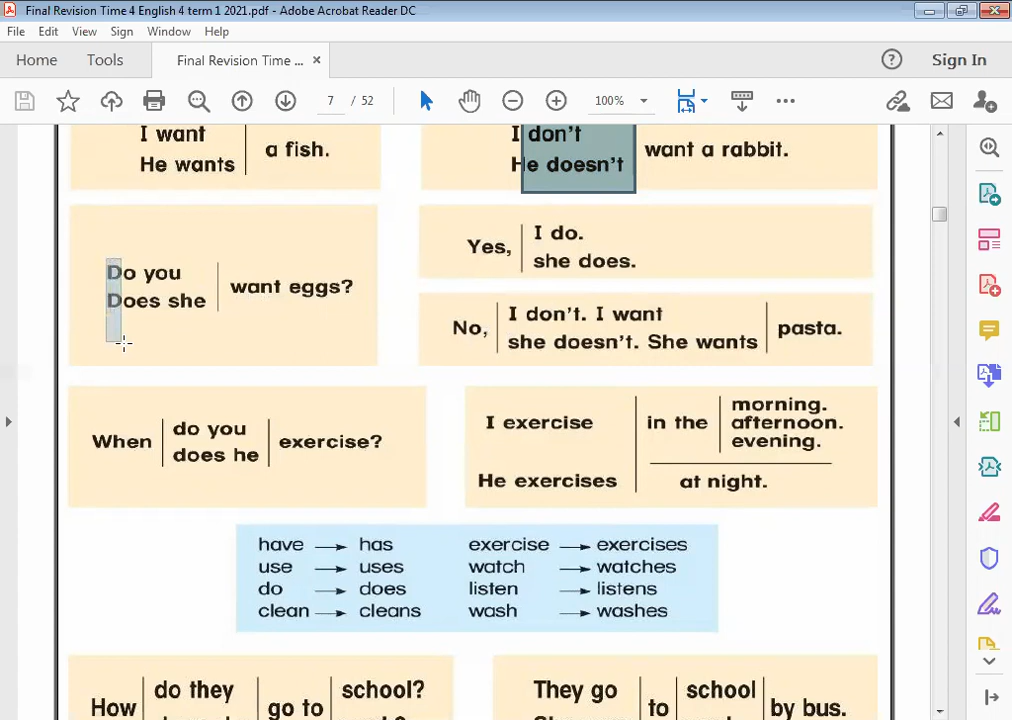 Final Revision Time 4 English 4 term 1 2021.pdf - Adobe Acrobat Reader DC
File Edit View Sign Window Help
Home Tools Final Revision Time ... × Sign In
7 / 52 100%
I want
He wants
a fish.
I don't
He doesn't
want a rabbit.
Do you
Does she
want eggs?
Yes,
I do.
she does.
No,
I don't. I want
she doesn't. She wants
pasta.
When
do you
does he
exercise?
I exercise
He exercises
in the
morning.
afternoon.
evening.
at night.
have → has exercise → exercises
use → uses watch → watches
do → does listen → listens
clean → cleans wash → washes
How
do they
go to
school?
They go
to
school
by bus.